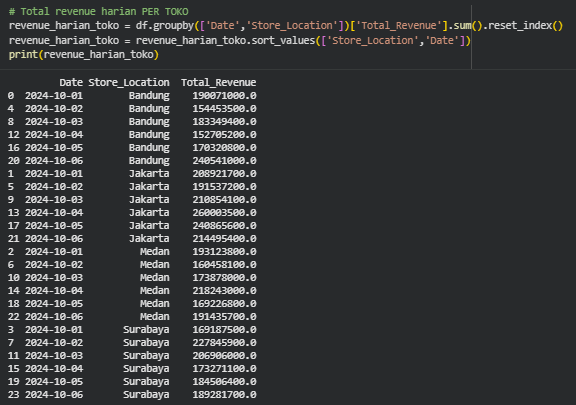 # Total revenue harian PER TOKO
revenue_harian_toko = df.groupby(['Date','Store_Location'])['Total_Revenue'].sum().reset_index()
revenue_harian_toko = revenue_harian_toko.sort_values(['Store_Location','Date'])
print(revenue_harian_toko)
Date Store_Location Total_Revenue
0 2024-10-01 Bandung 190071000.0
4 2024-10-02 Bandung 154453500.0
8 2024-10-03 Bandung 183349400.0
12 2024-10-04 Bandung 152705200.0
16 2024-10-05 Bandung 170320800.0
20 2024-10-06 Bandung 240541000.0
1 2024-10-01 Jakarta 208921700.0
5 2024-10-02 Jakarta 191537200.0
9 2024-10-03 Jakarta 210854100.0
13 2024-10-04 Jakarta 260003500.0
17 2024-10-05 Jakarta 240865600.0
21 2024-10-06 Jakarta 214495400.0
2 2024-10-01 Medan 193123800.0
6 2024-10-02 Medan 160458100.0
10 2024-10-03 Medan 173878000.0
14 2024-10-04 Medan 218243000.0
18 2024-10-05 Medan 169226800.0
22 2024-10-06 Medan 191435700.0
3 2024-10-01 Surabaya 169187500.0
7 2024-10-02 Surabaya 227845900.0
11 2024-10-03 Surabaya 206906000.0
15 2024-10-04 Surabaya 173271100.0
19 2024-10-05 Surabaya 184506400.0
23 2024-10-06 Surabaya 189281700.0